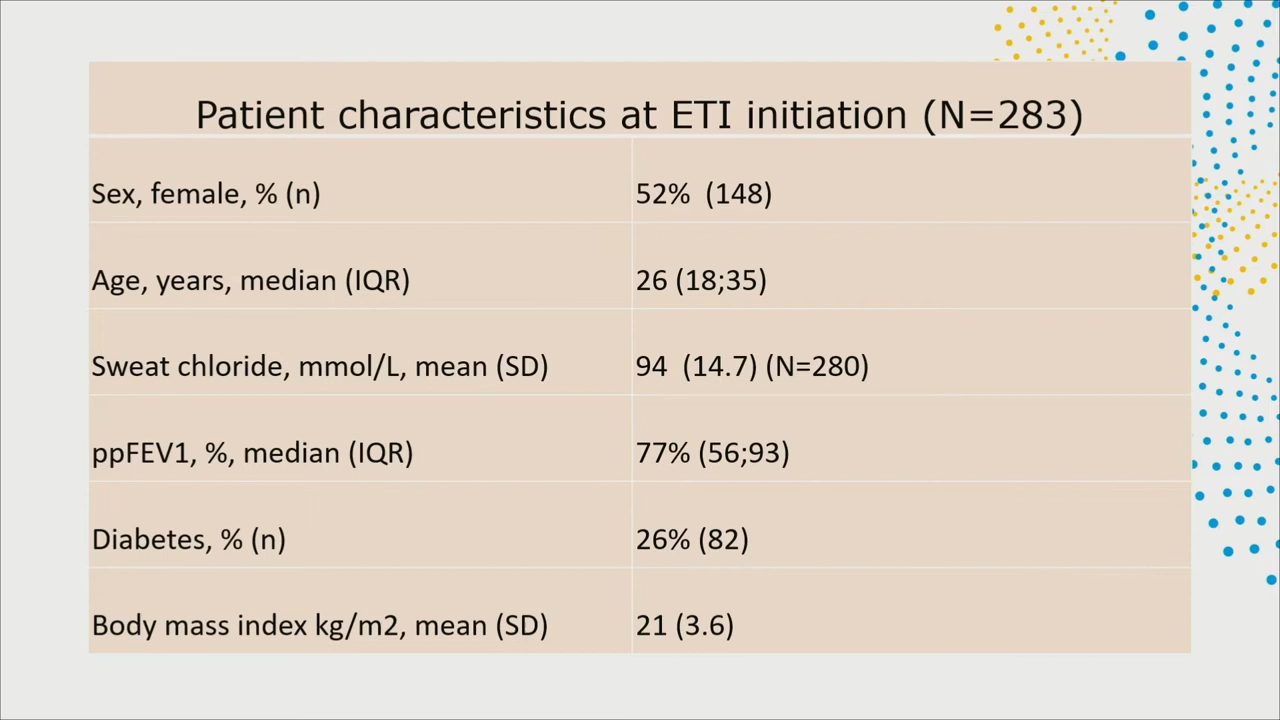 Patient characteristics at ETI initiation (N=283)
Sex, female, % (n) 52%  (148)
Age, years, median (IQR) 26 (18;35)
Sweat chloride, mmol/L, mean (SD) 94  (14.7) (N=280)
ppFEV1, %, median (IQR) 77% (56;93)
Diabetes, % (n) 26% (82)
Body mass index kg/m2, mean (SD) 21 (3.6)